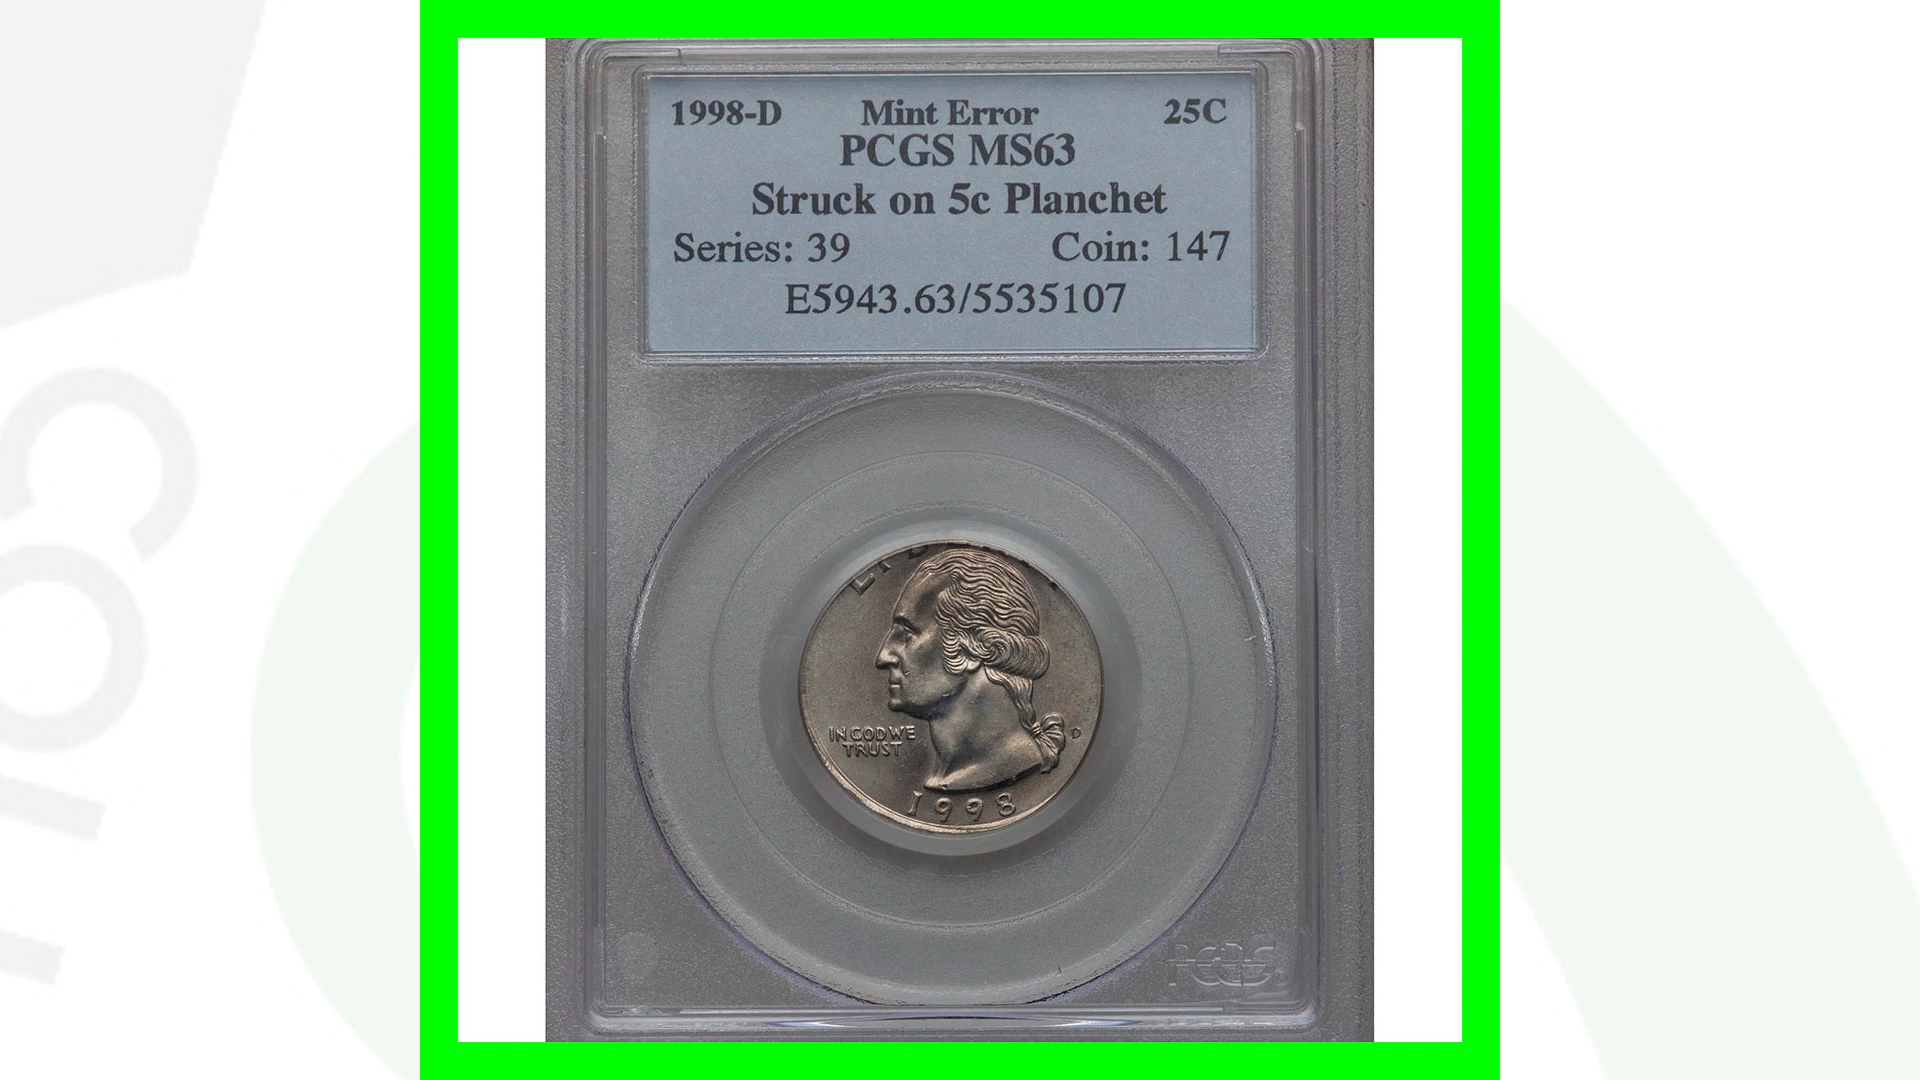 1998-D Mint Error 25C
PCGS MS63
Struck on 5c Planchet
Series: 39 Coin: 147
E5943.63/5535107
IN GOD WE
TRUST
D
1998
PCGS